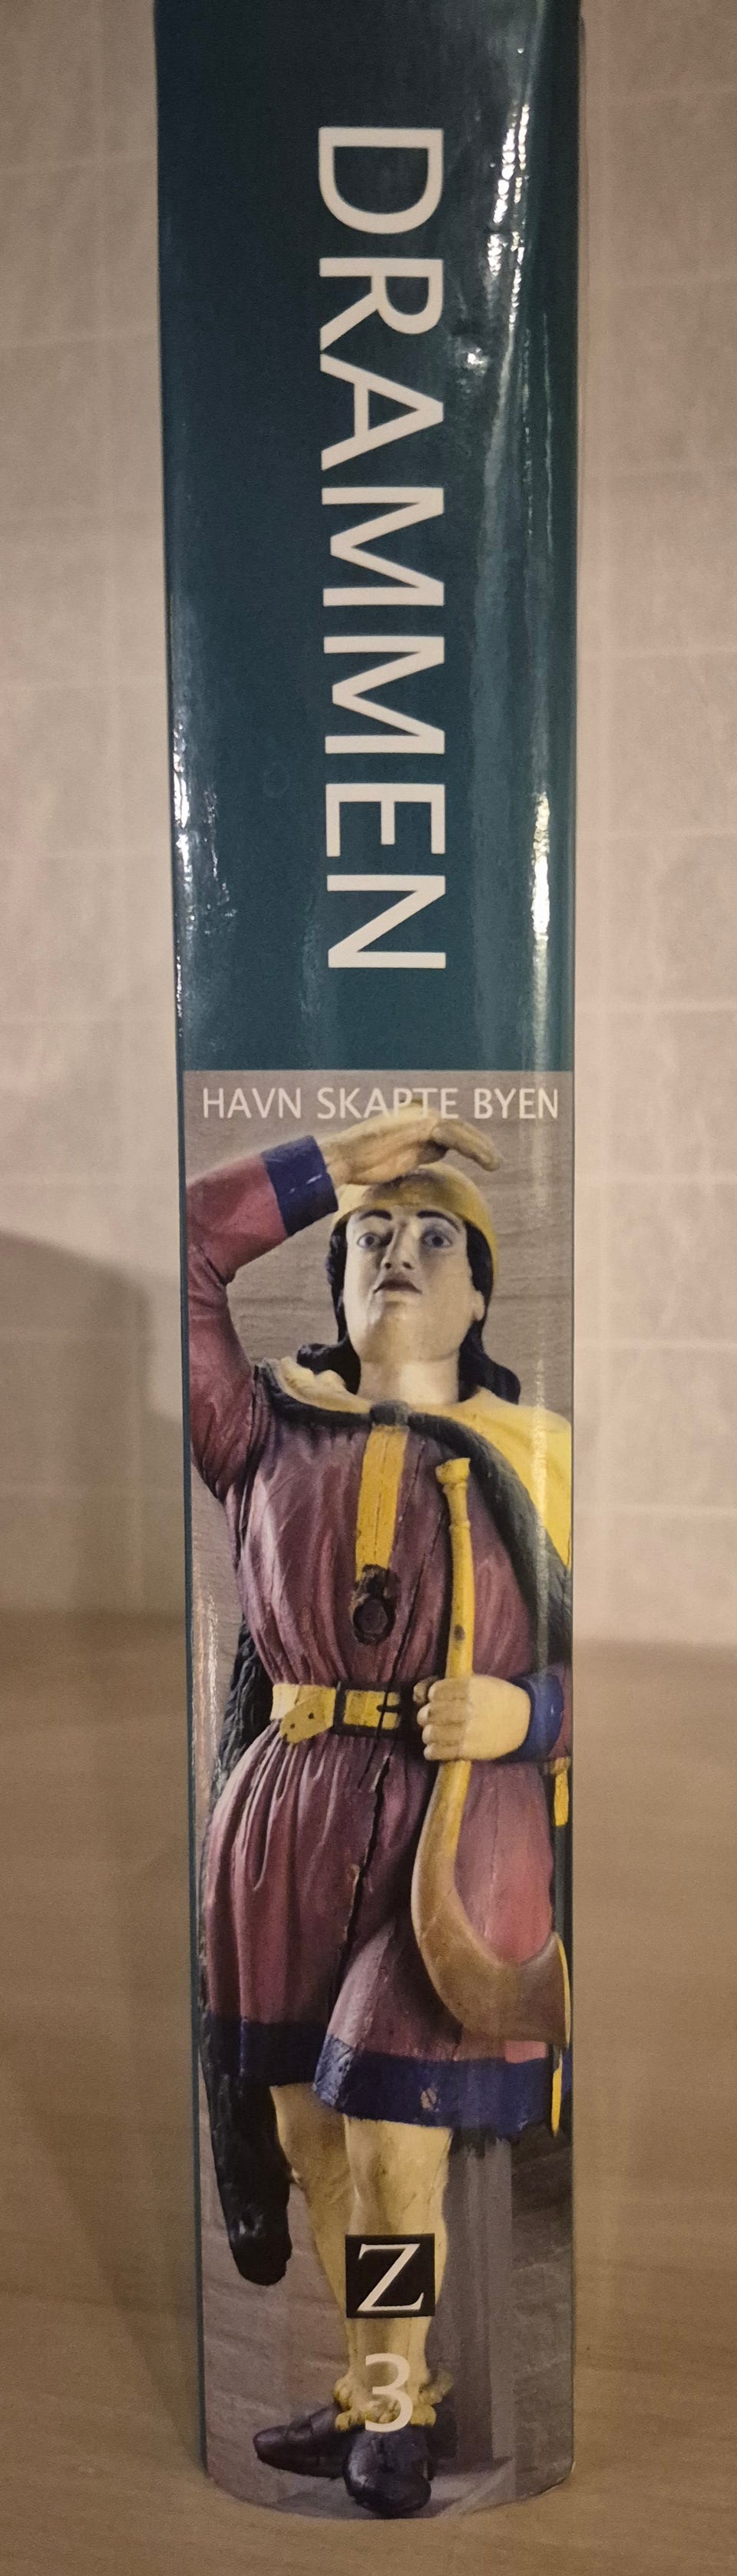 DRAMMEN
HAVN SKAPTE BYEN
Z
3